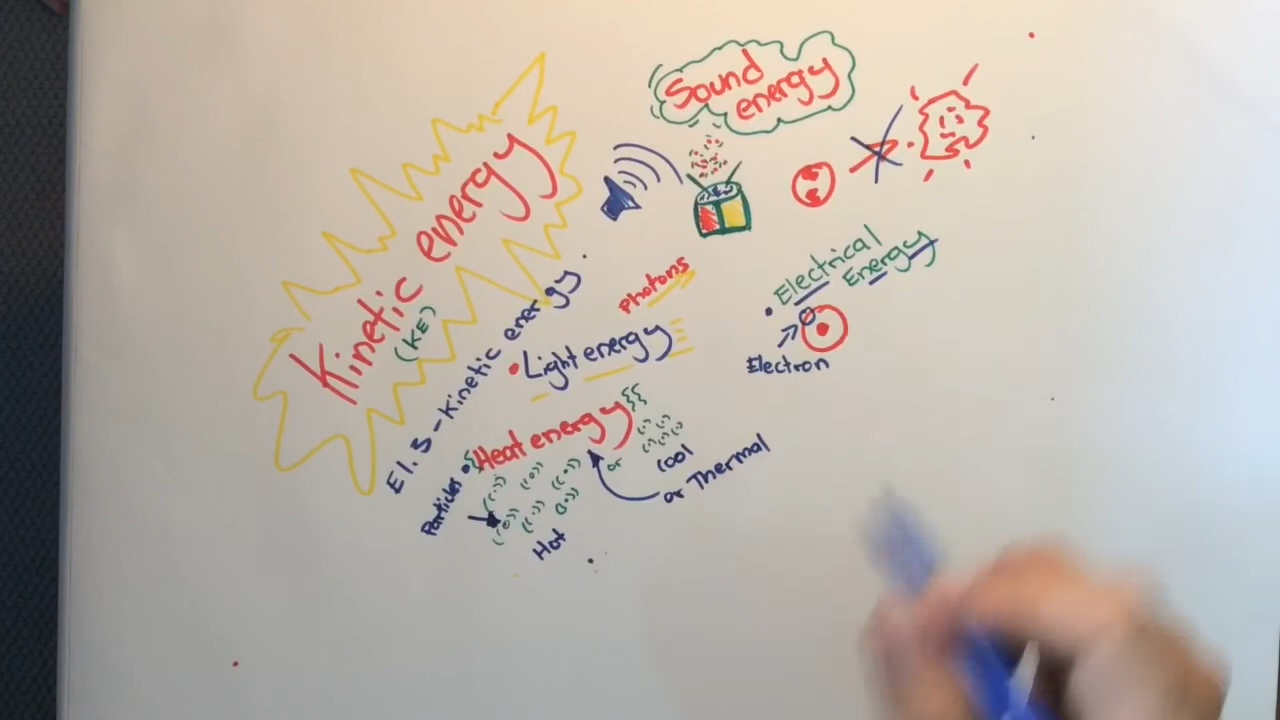 Kinetic energy
(KE)
Sound
energy
E1.5 - Kinetic energy
Photons
Light energy
Electrical
Energy
Electron
Heat energy
Particles
Hot
or
Cool
or Thermal